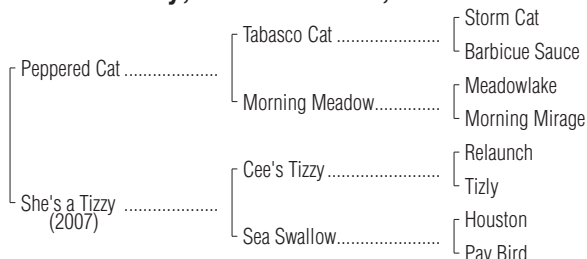 Storm Cat
Tabasco Cat ...................
Barbicue Sauce
Peppered Cat ....................
Meadowlake
Morning Meadow..............
Morning Mirage
Relaunch
Cee's Tizzy .......................
Tizly
She's a Tizzy ....................
(2007)
Houston
Sea Swallow......................
Pay Bird